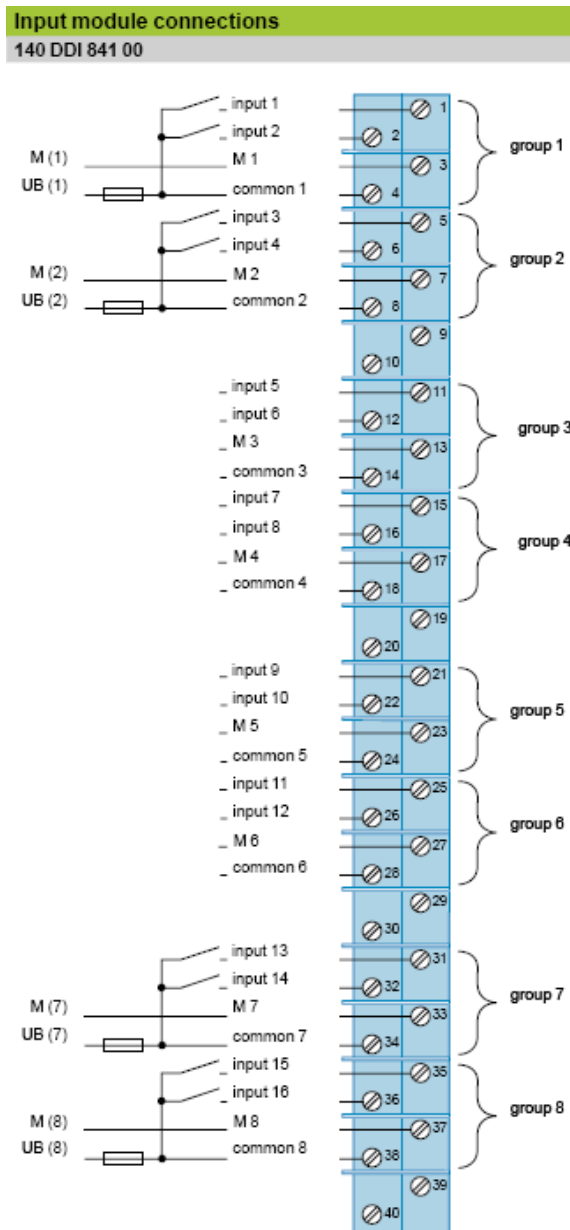 Input module connections
140 DDI 841 00
input 1 1
input 2 2
group 1
M (1) M 1 3
UB (1) common 1 4
input 3 5
input 4 6
group 2
M (2) M 2 7
UB (2) common 2 8
9
10
input 5 11
input 6 12
group 3
M 3 13
common 3 14
input 7 15
input 8 16
group 4
M 4 17
common 4 18
19
20
input 9 21
input 10 22
group 5
M 5 23
common 5 24
input 11 25
input 12 26
group 6
M 6 27
common 6 28
29
30
input 13 31
input 14 32
group 7
M (7) M 7 33
UB (7) common 7 34
input 15 35
input 16 36
group 8
M (8) M 8 37
UB (8) common 8 38
39
40